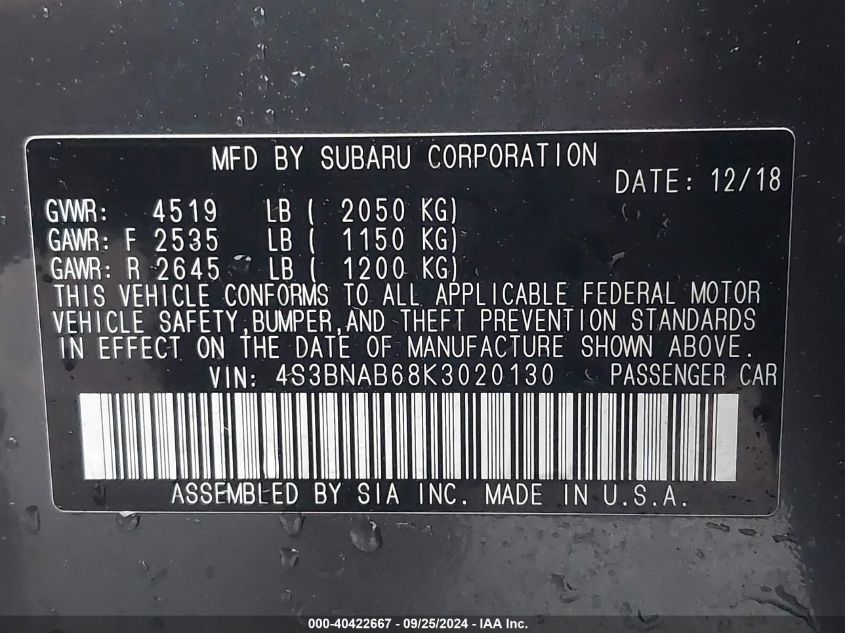 MFD BY SUBARU CORPORATION
DATE: 12/18
GVWR: 4519 LB ( 2050 KG)
GAWR: F 2535 LB ( 1150 KG)
GAWR: R 2645 LB ( 1200 KG)
THIS VEHICLE CONFORMS TO ALL APPLICABLE FEDERAL MOTOR
VEHICLE SAFETY,BUMPER,AND THEFT PREVENTION STANDARDS
IN EFFECT ON THE DATE OF MANUFACTURE SHOWN ABOVE.
VIN: 4S3BNAB68K3020130 PASSENGER CAR
ASSEMBLED BY SIA INC. MADE IN U.S.A.
000-40422667 - 09/25/2024 - IAA Inc.